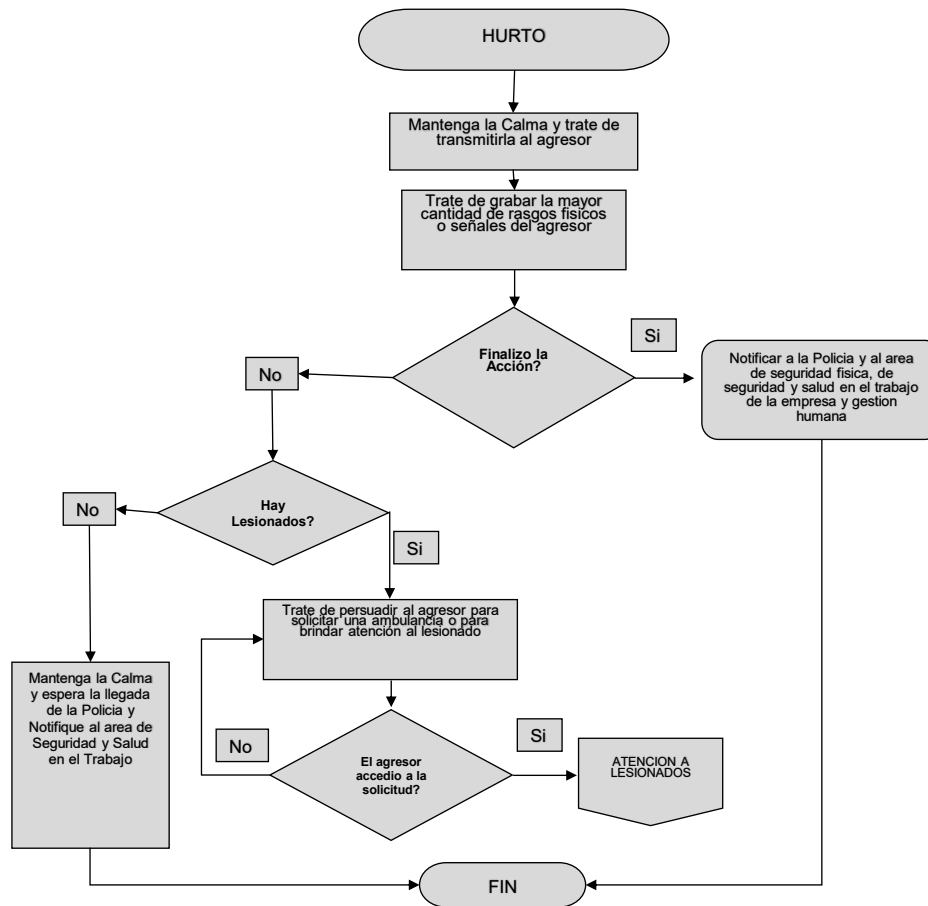 HURTO
Mantenga la Calma y trate de
transmitirla al agresor
Trate de grabar la mayor
cantidad de rasgos fisicos
o señales del agresor
Finalizo la
Acción?
Si
No
Notificar a la Policia y al area
de seguridad fisica, de
seguridad y salud en el trabajo
de la empresa y gestion
humana
Hay
Lesionados?
No
Si
Trate de persuadir al agresor para
solicitar una ambulancia o para
brindar atención al lesionado
Mantenga la Calma
y espera la llegada
de la Policia y
Notifique al area de
Seguridad y Salud
en el Trabajo
No
El agresor
accedio a la
solicitud?
Si
ATENCION A
LESIONADOS
FIN